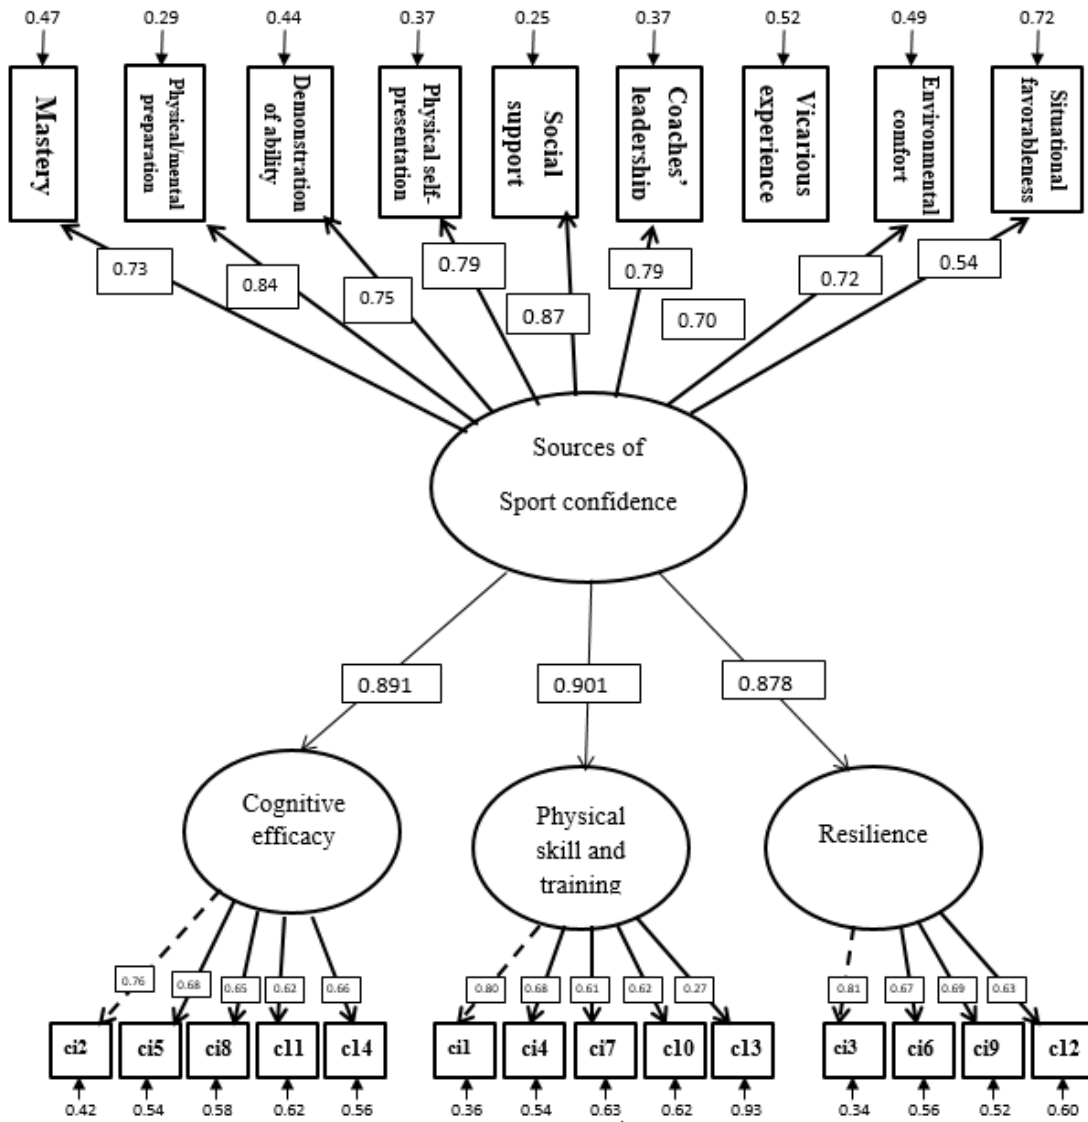 0.47
0.29
0.44
0.37
0.25
0.37
0.52
0.49
0.72
Mastery
Physical/mental
preparation
Demonstration
of ability
Physical self-
presentation
Social
support
Coaches'
leadership
Vicarious
experience
Environmental
comfort
Situational
favorableness
0.73
0.84
0.75
0.79
0.87
0.79
0.70
0.72
0.54
Sources of
Sport confidence
0.891
0.901
0.878
Cognitive
efficacy
Physical
skill and
training
Resilience
0.76
0.68
0.65
0.62
0.66
0.80
0.68
0.61
0.62
0.27
0.81
0.67
0.69
0.63
ci2
ci5
ci8
c11
c14
ci1
ci4
ci7
c10
c13
ci3
ci6
ci9
c12
0.42
0.54
0.58
0.62
0.56
0.36
0.54
0.63
0.62
0.93
0.34
0.56
0.52
0.60